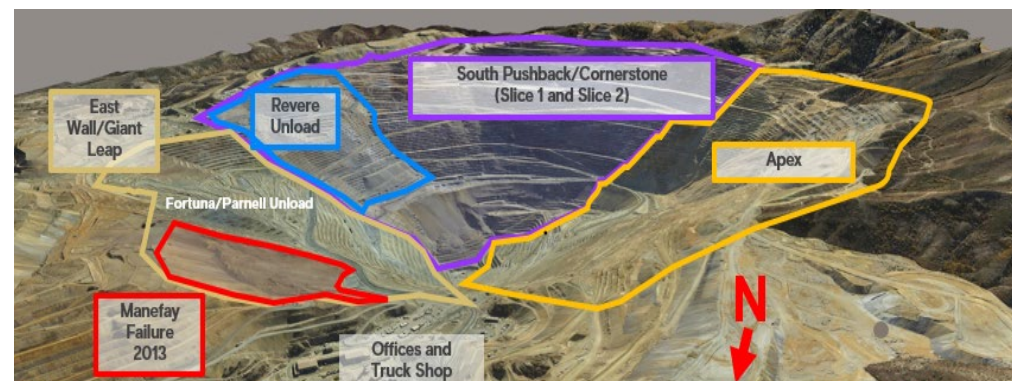 South Pushback/Cornerstone
(Slice 1 and Slice 2)
East
Wall/Giant
Leap
Revere
Unload
Apex
Fortuna/Parnell Unload
Manefay
Failure
2013
Offices and
Truck Shop
N